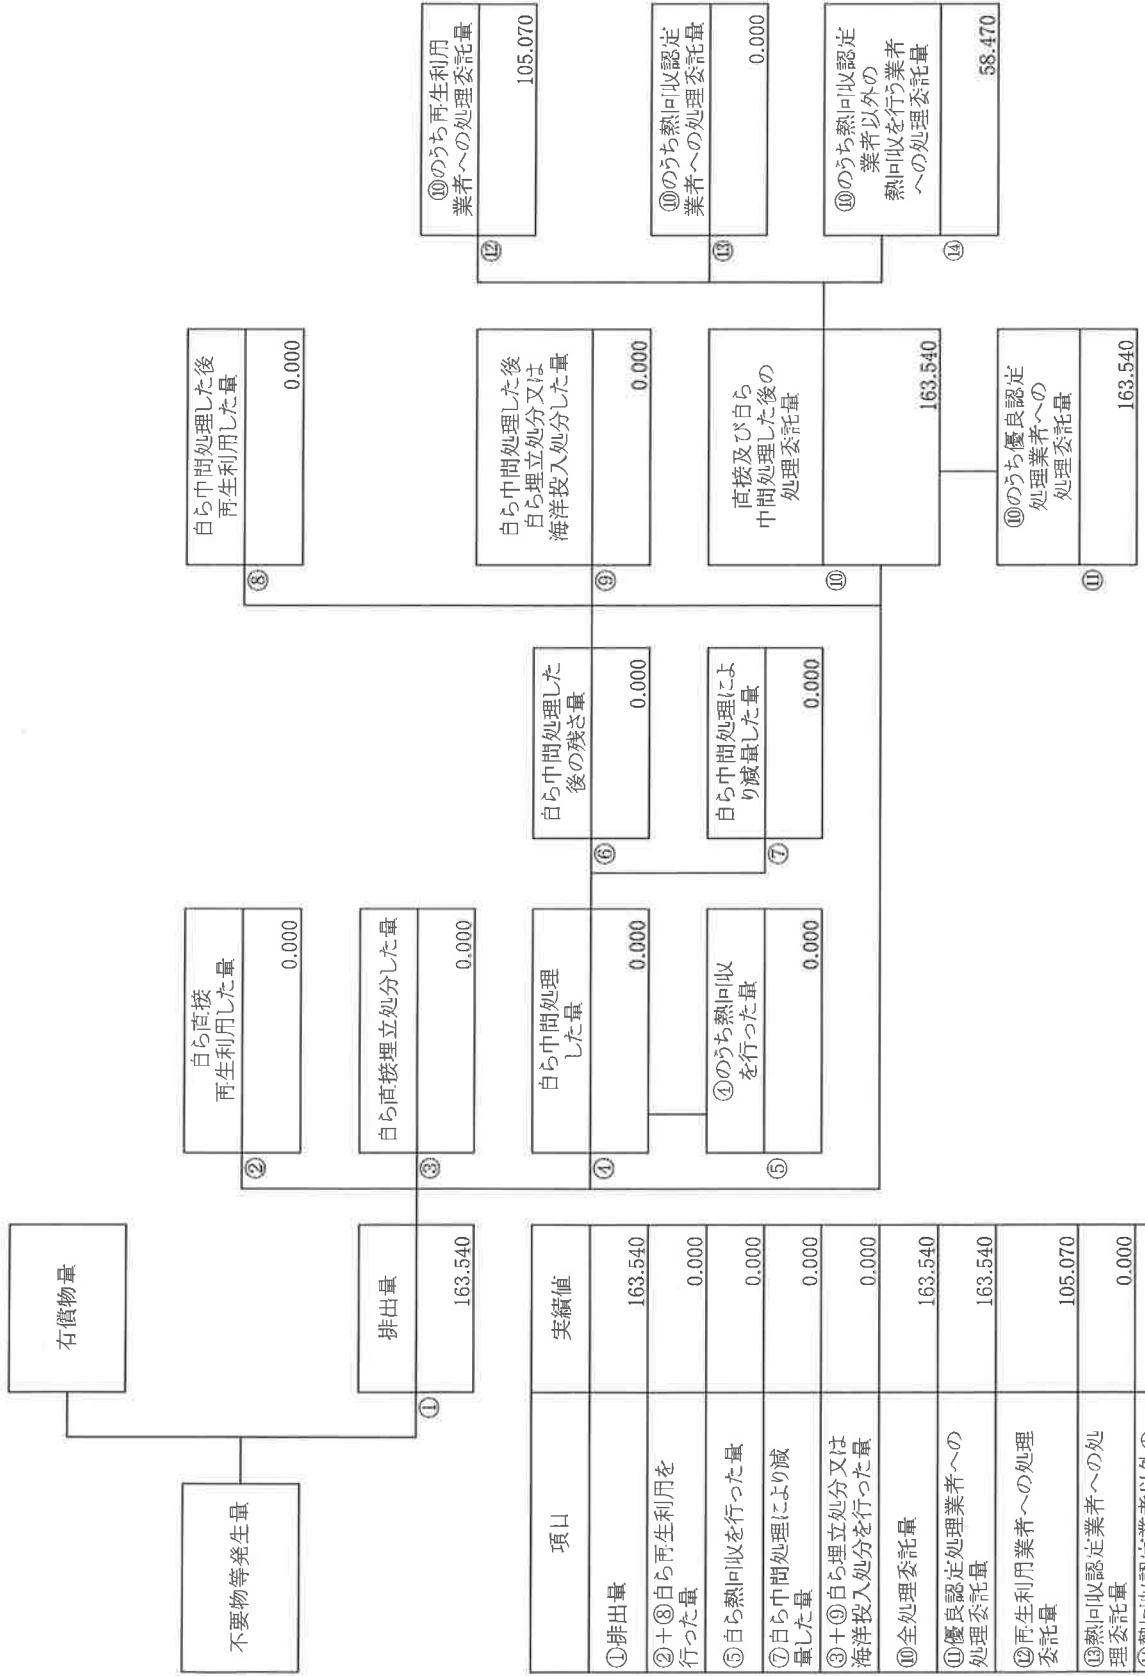 不要物等発生量
有償物量
排出量
①
163.540
自ら直接
再生利用した量
②
0.000
自ら直接埋立処分した量
③
0.000
自ら中間処理
した量
④
0.000
④のうち熱回収
を行った量
⑤
0.000
自ら中間処理した
後の残さ量
⑥
0.000
自ら中間処理によ
り減量した量
⑦
0.000
自ら中間処理した後
再生利用した量
⑧
0.000
自ら中間処理した後
自ら埋立処分又は
海洋投入処分した量
⑨
0.000
直接及び自ら
中間処理した後の
処理委託量
⑩
163.540
⑩のうち優良認定
処理業者への
処理委託量
⑪
163.540
⑩のうち再生利用
業者への処理委託量
⑫
105.070
⑩のうち熱回収認定
業者への処理委託量
⑬
0.000
⑩のうち熱回収認定
業者以外の
熱回収を行う業者
への処理委託量
⑭
58.470
項目
実績値
①排出量
163.540
②+⑧自ら再生利用を
行った量
0.000
⑤自ら熱回収を行った量
0.000
⑦自ら中間処理により減
量した量
0.000
③+⑨自ら埋立処分又は
海洋投入処分を行った量
0.000
⑩全処理委託量
163.540
⑪優良認定処理業者への
処理委託量
163.540
⑫再生利用業者への処理
委託量
105.070
⑬熱回収認定業者への処
理委託量
0.000